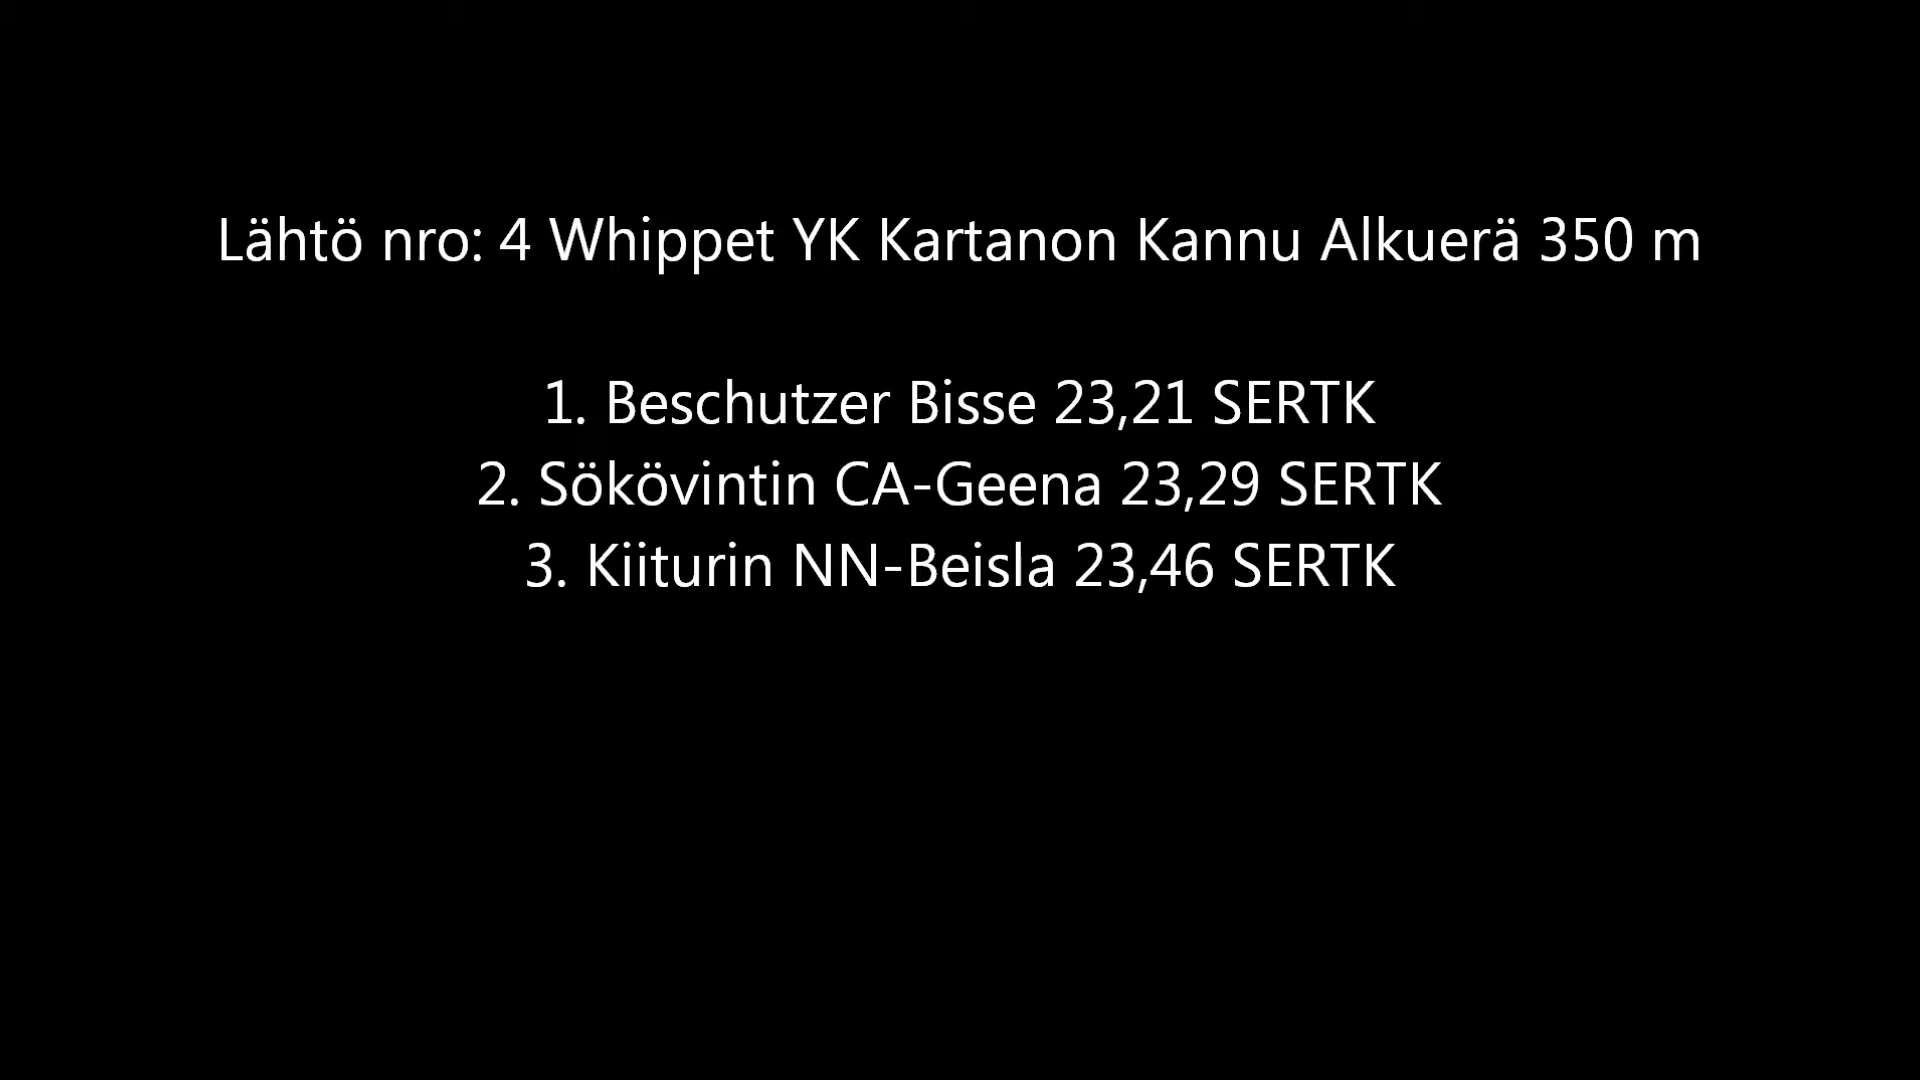 Lähtö nro: 4 Whippet YK Kartanon Kannu Alkuerä 350 m
1. Beschutzer Bisse 23,21 SERTK
2. Sökövintin CA-Geena 23,29 SERTK
3. Kiiturin NN-Beisla 23,46 SERTK